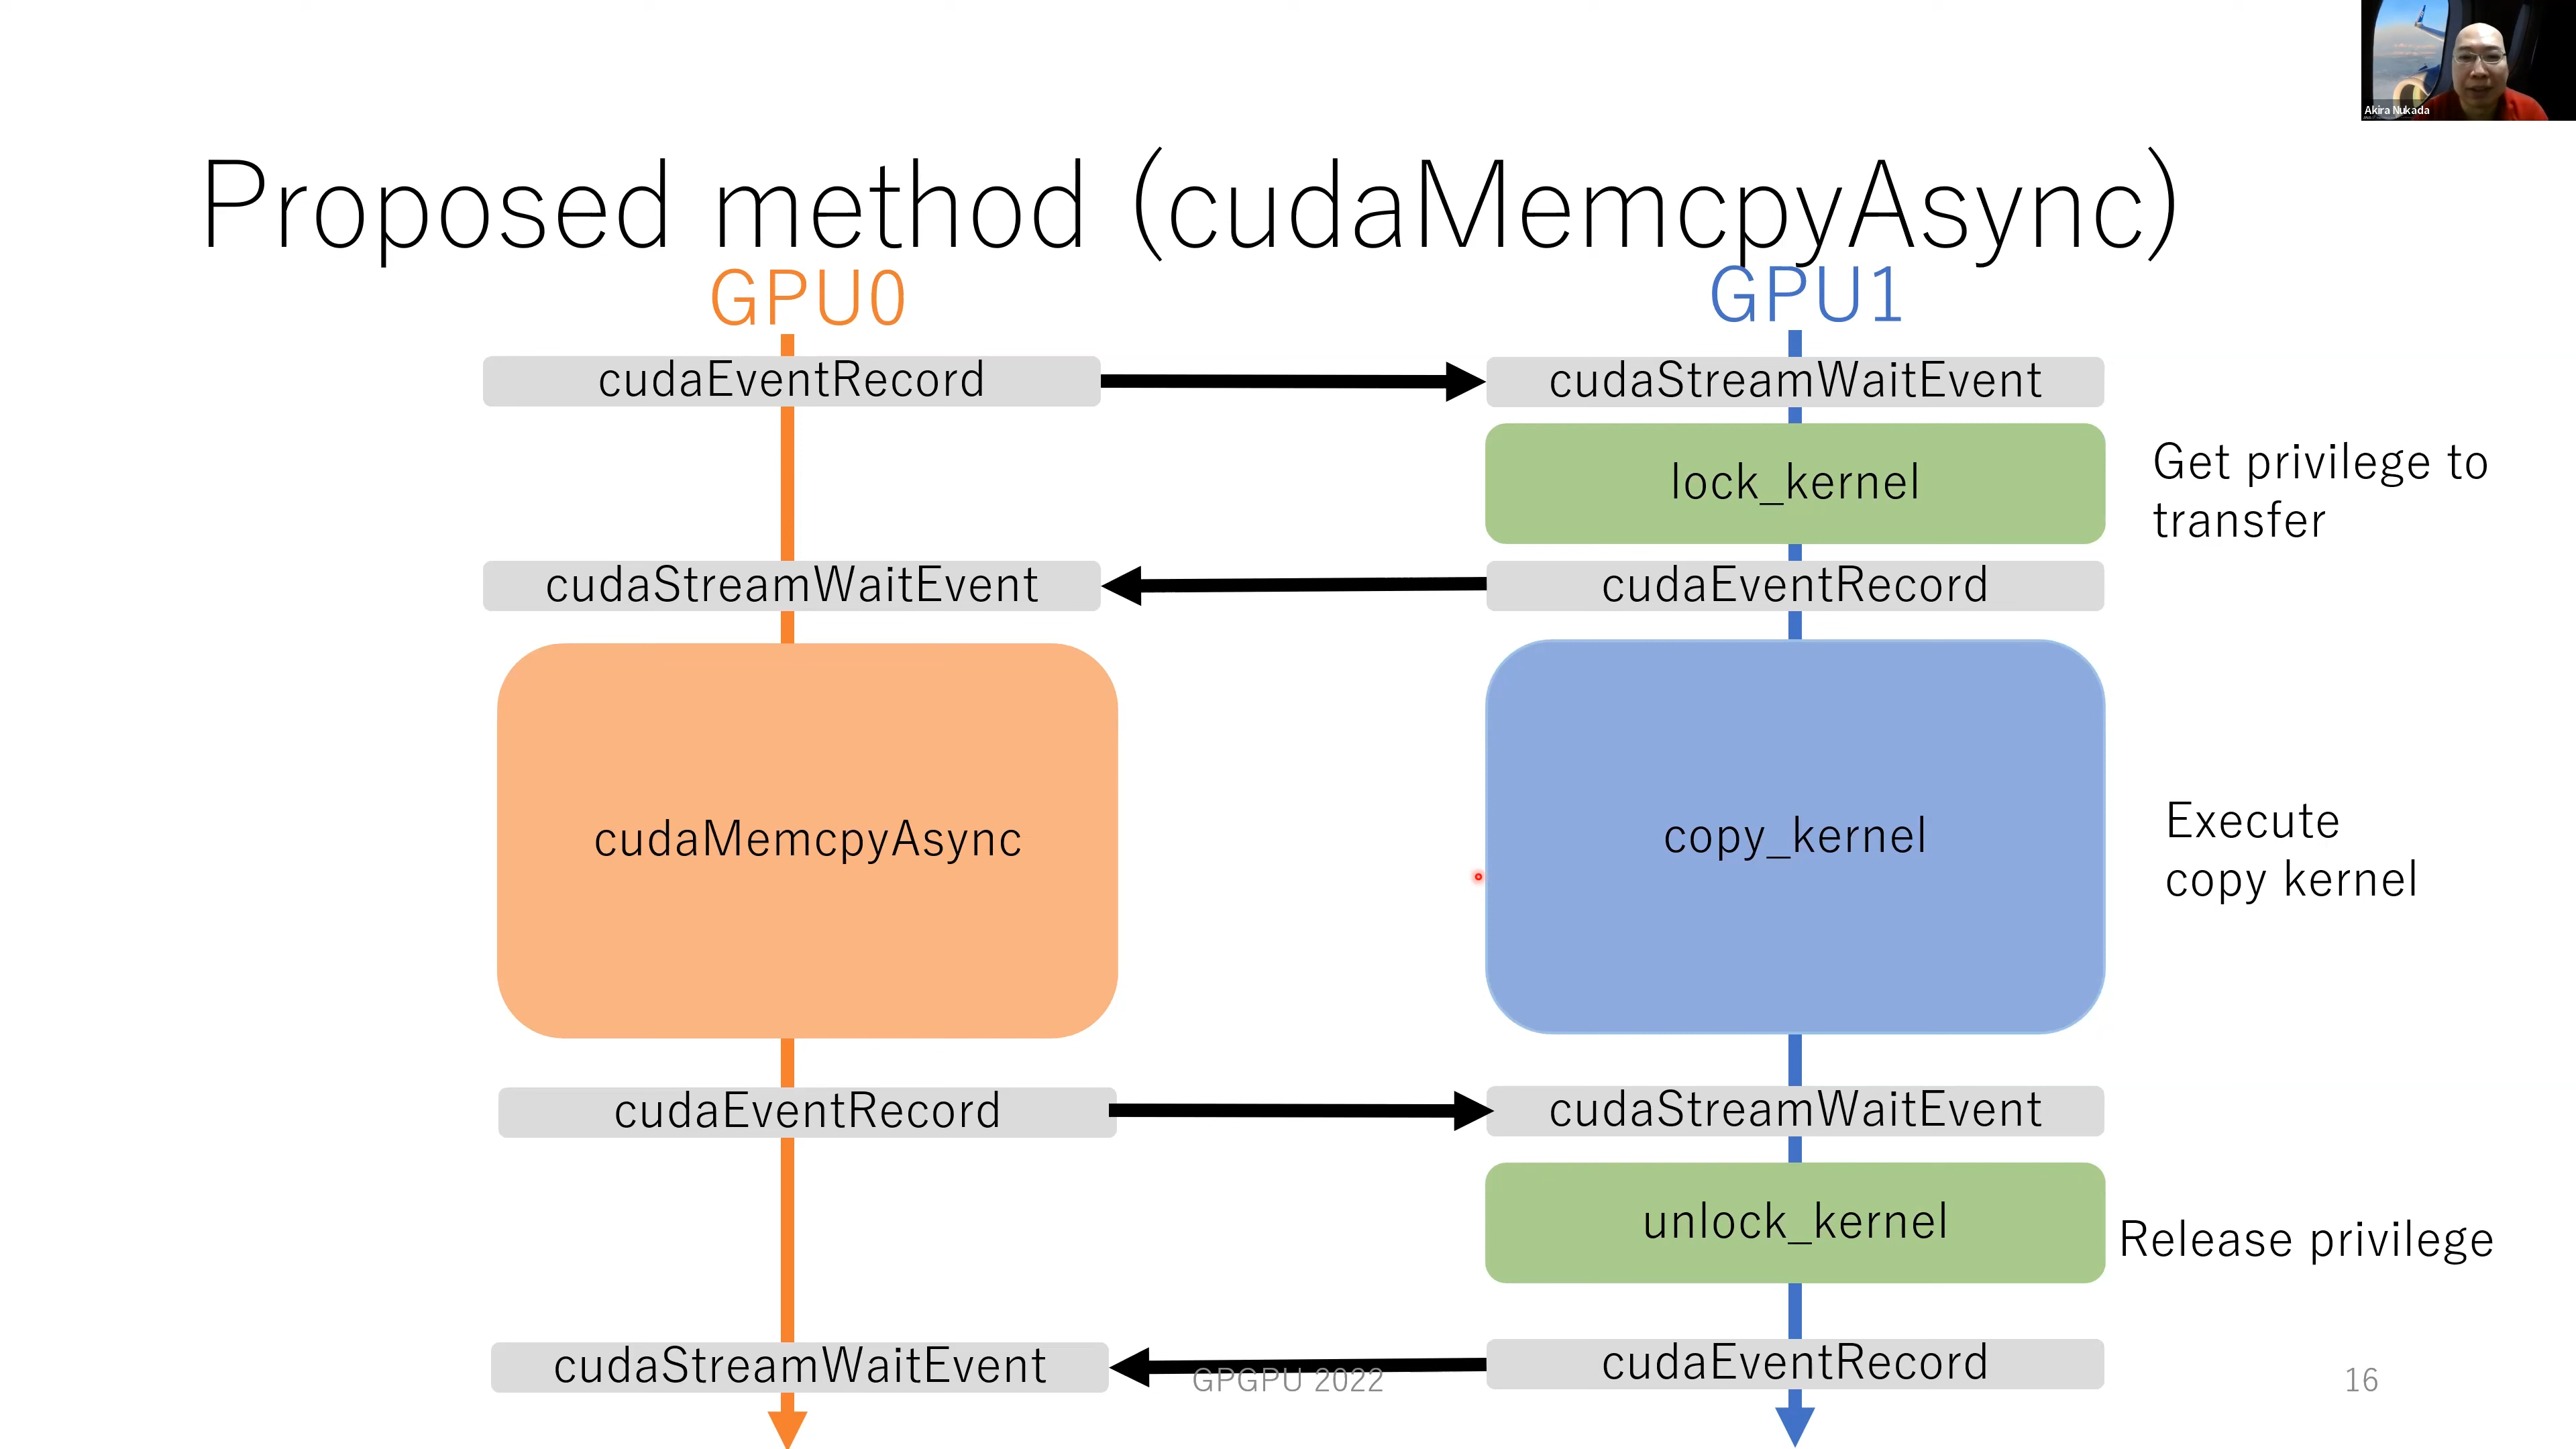 Akira Nukada
Proposed method (cudaMemcpyAsync)
GPU0
GPU1
cudaEventRecord
cudaStreamWaitEvent
lock_kernel
Get privilege to
transfer
cudaStreamWaitEvent
cudaEventRecord
cudaMemcpyAsync
copy_kernel
Execute
copy kernel
cudaEventRecord
cudaStreamWaitEvent
unlock_kernel
Release privilege
cudaStreamWaitEvent
cudaEventRecord
GPGPU 2022
16